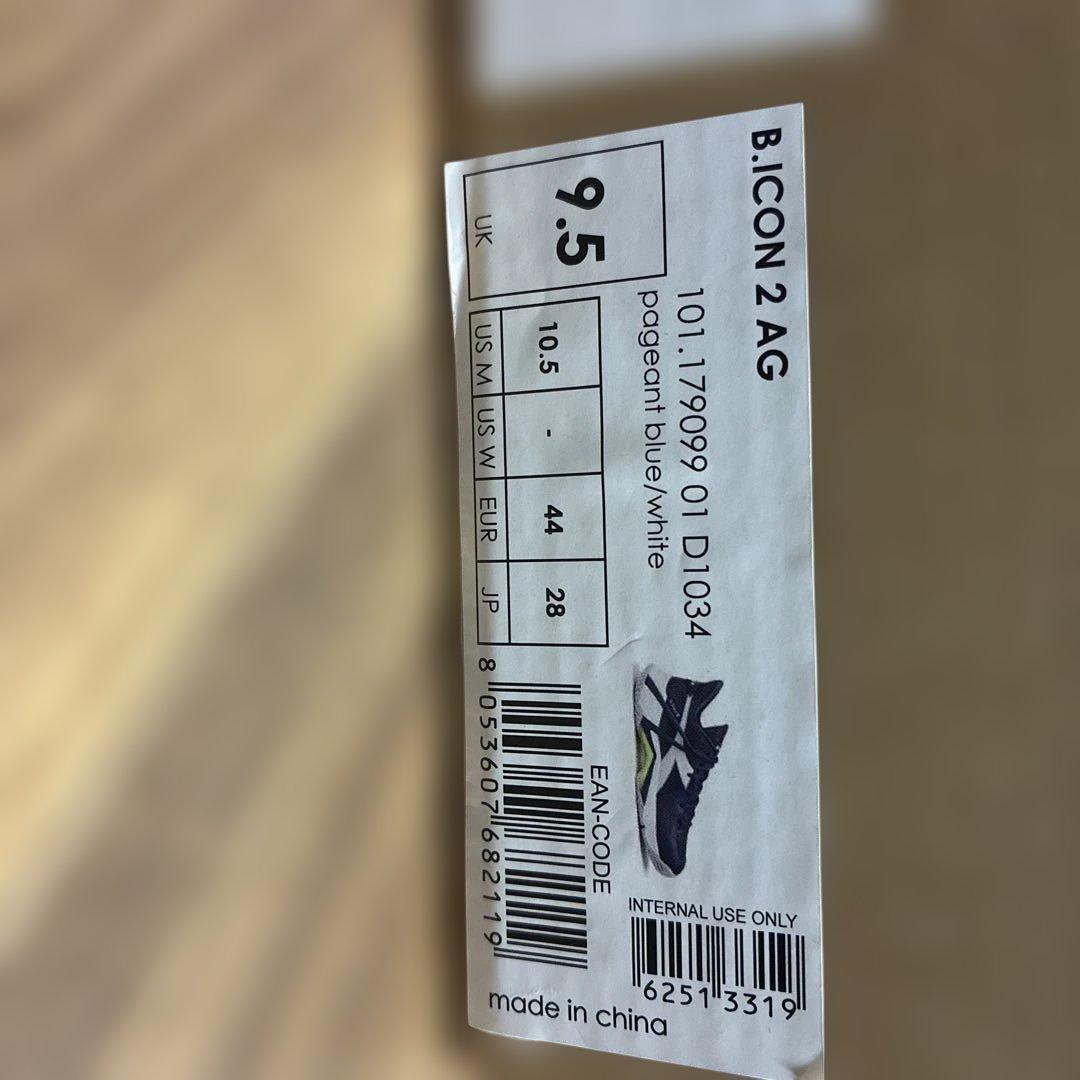 B.ICON 2 AG
101.179099 01 D1034
pageant blue/white
9.5
UK
10.5 - 44 28
US M US W EUR JP
EAN-CODE
8 053607 682119
INTERNAL USE ONLY
6251 3319
made in china